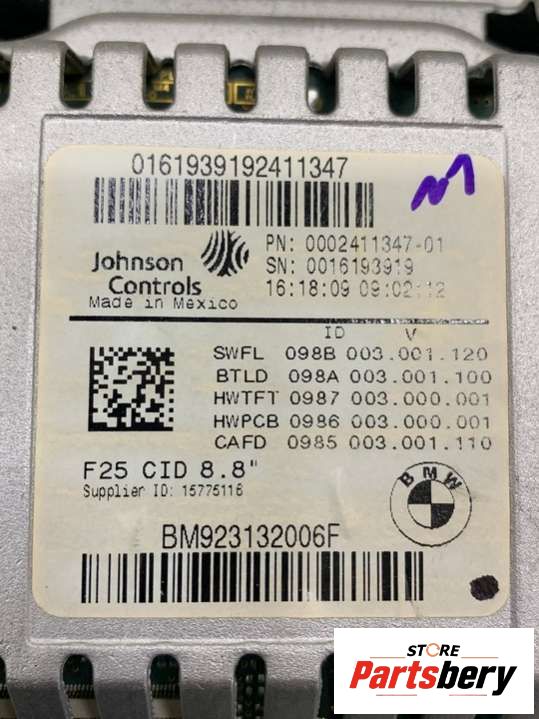 0161939192411347
Johnson
Controls
Made in Mexico
PN: 0002411347-01
SN: 0016193919
16:18:09 09:02:12
ID V
SWFL 098B 003.001.120
BTLD 098A 003.001.100
HWTFT 0987 003.000.001
HWPCB 0986 003.000.001
CAFD 0985 003.001.110
F25 CID 8.8"
Supplier ID: 15775116
BMW
BM923132006F
STORE
Partsbery